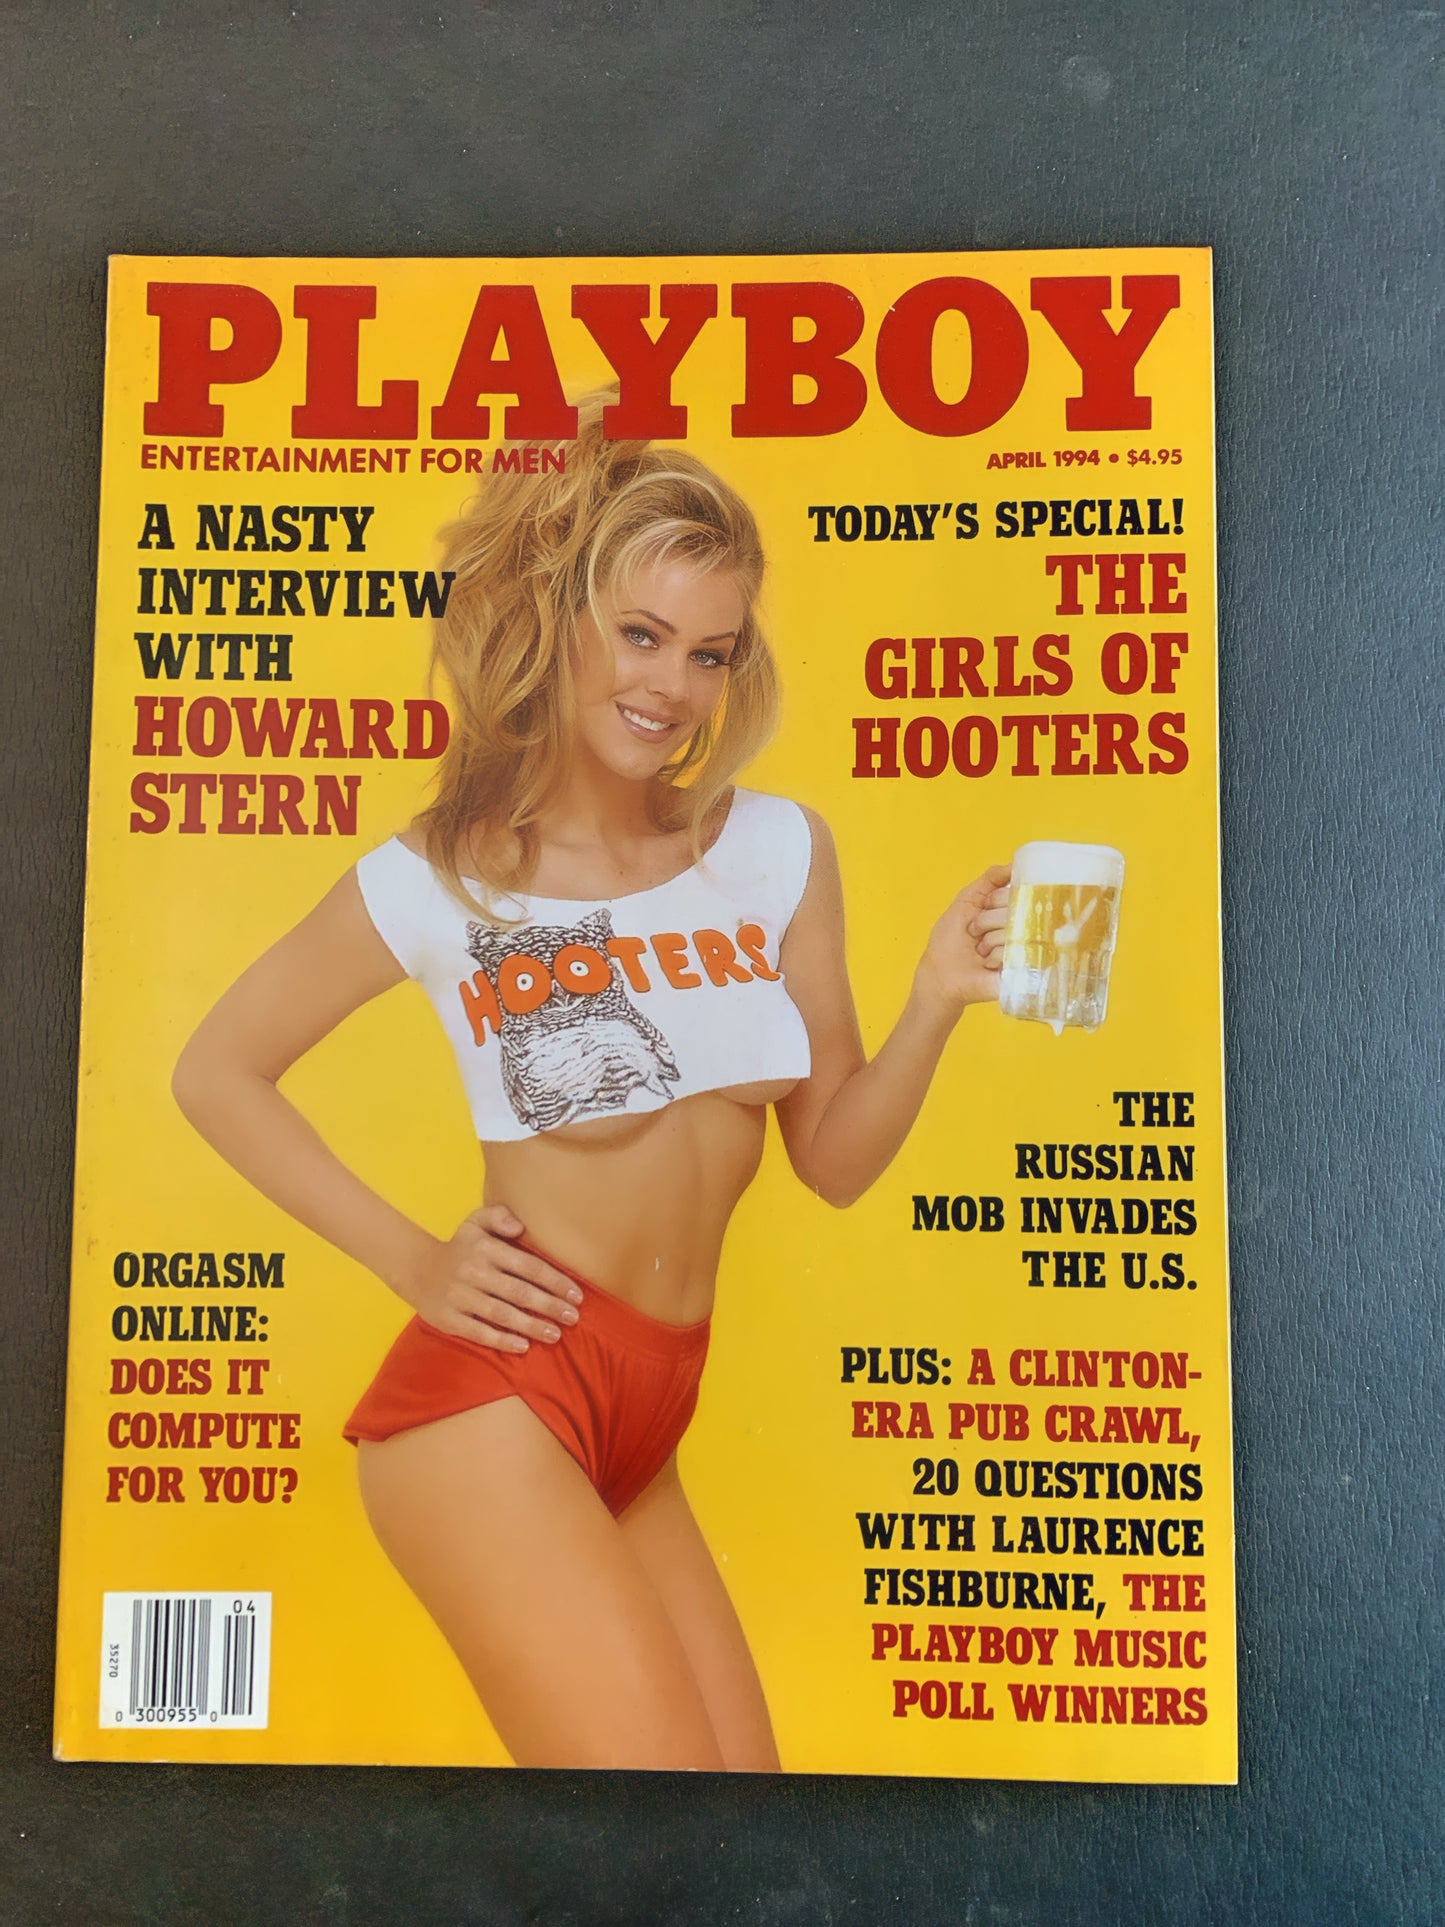 PLAYBOY
ENTERTAINMENT FOR MEN
APRIL 1994 • $4.95
A NASTY
INTERVIEW
WITH
HOWARD
STERN
TODAY'S SPECIAL!
THE
GIRLS OF
HOOTERS
HOOTERS
THE
RUSSIAN
MOB INVADES
THE U.S.
ORGASM
ONLINE:
DOES IT
COMPUTE
FOR YOU?
PLUS: A CLINTON-
ERA PUB CRAWL,
20 QUESTIONS
WITH LAURENCE
FISHBURNE, THE
PLAYBOY MUSIC
POLL WINNERS
04
35270
0 300955 0